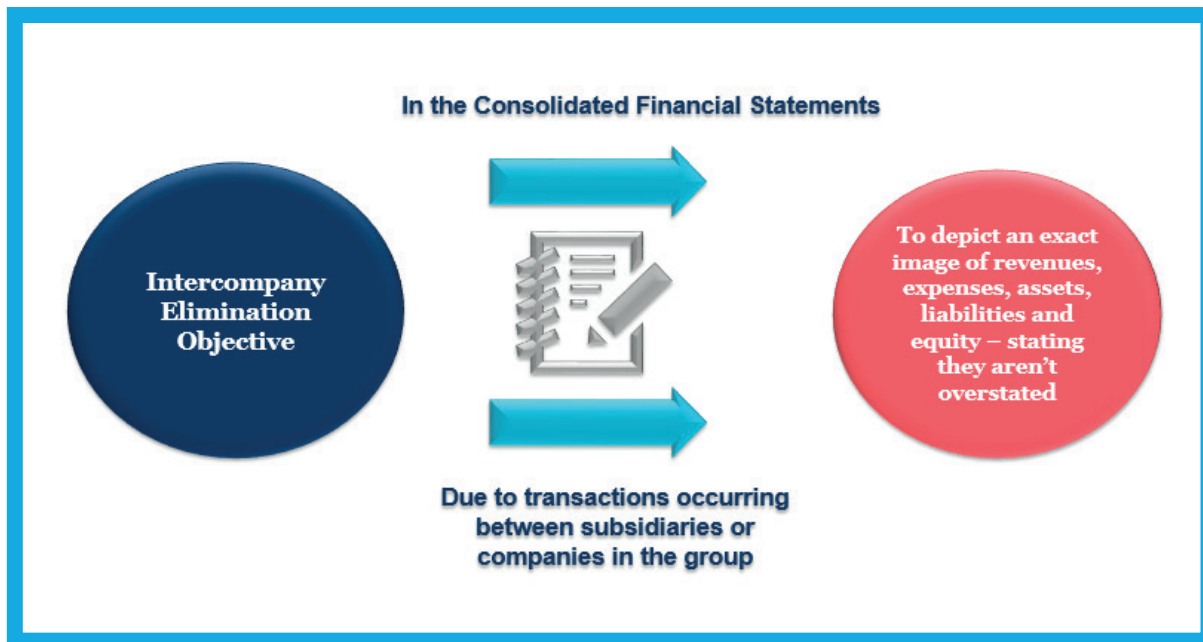 In the Consolidated Financial Statements
Intercompany
Elimination
Objective
To depict an exact
image of revenues,
expenses, assets,
liabilities and
equity – stating
they aren’t
overstated
Due to transactions occurring
between subsidiaries or
companies in the group